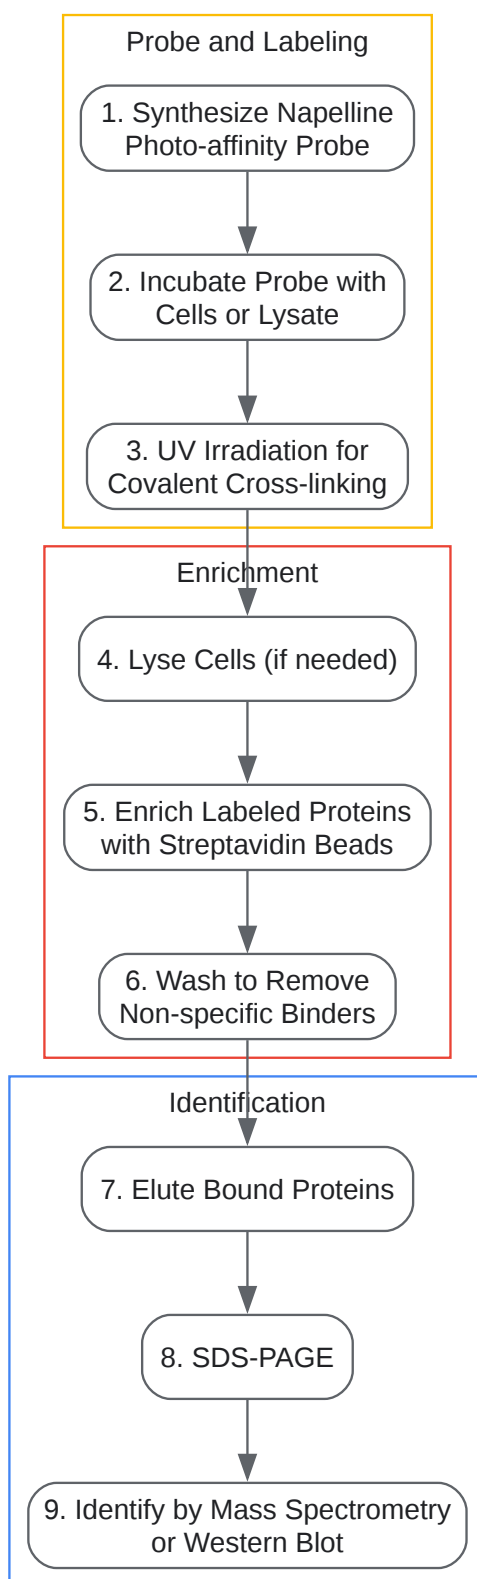 Probe and Labeling
1. Synthesize Napelline
Photo-affinity Probe
2. Incubate Probe with
Cells or Lysate
3. UV Irradiation for
Covalent Cross-linking
Enrichment
4. Lyse Cells (if needed)
5. Enrich Labeled Proteins
with Streptavidin Beads
6. Wash to Remove
Non-specific Binders
Identification
7. Elute Bound Proteins
8. SDS-PAGE
9. Identify by Mass Spectrometry
or Western Blot